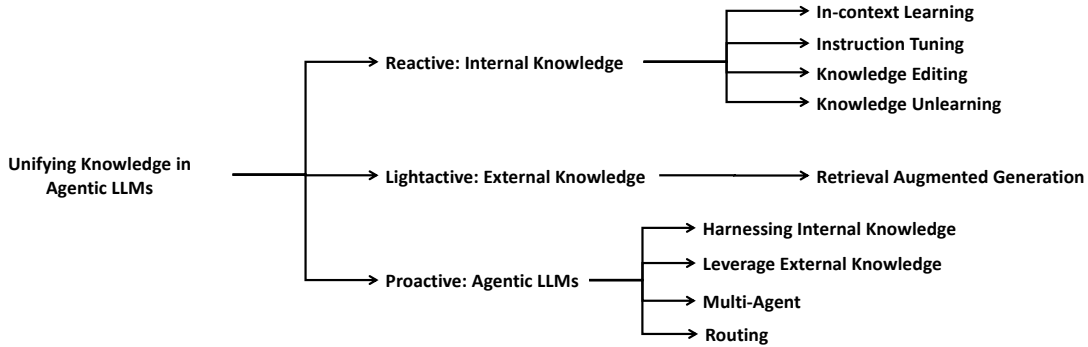 Unifying Knowledge in
Agentic LLMs
Reactive: Internal Knowledge
In-context Learning
Instruction Tuning
Knowledge Editing
Knowledge Unlearning
Lightactive: External Knowledge
Retrieval Augmented Generation
Proactive: Agentic LLMs
Harnessing Internal Knowledge
Leverage External Knowledge
Multi-Agent
Routing